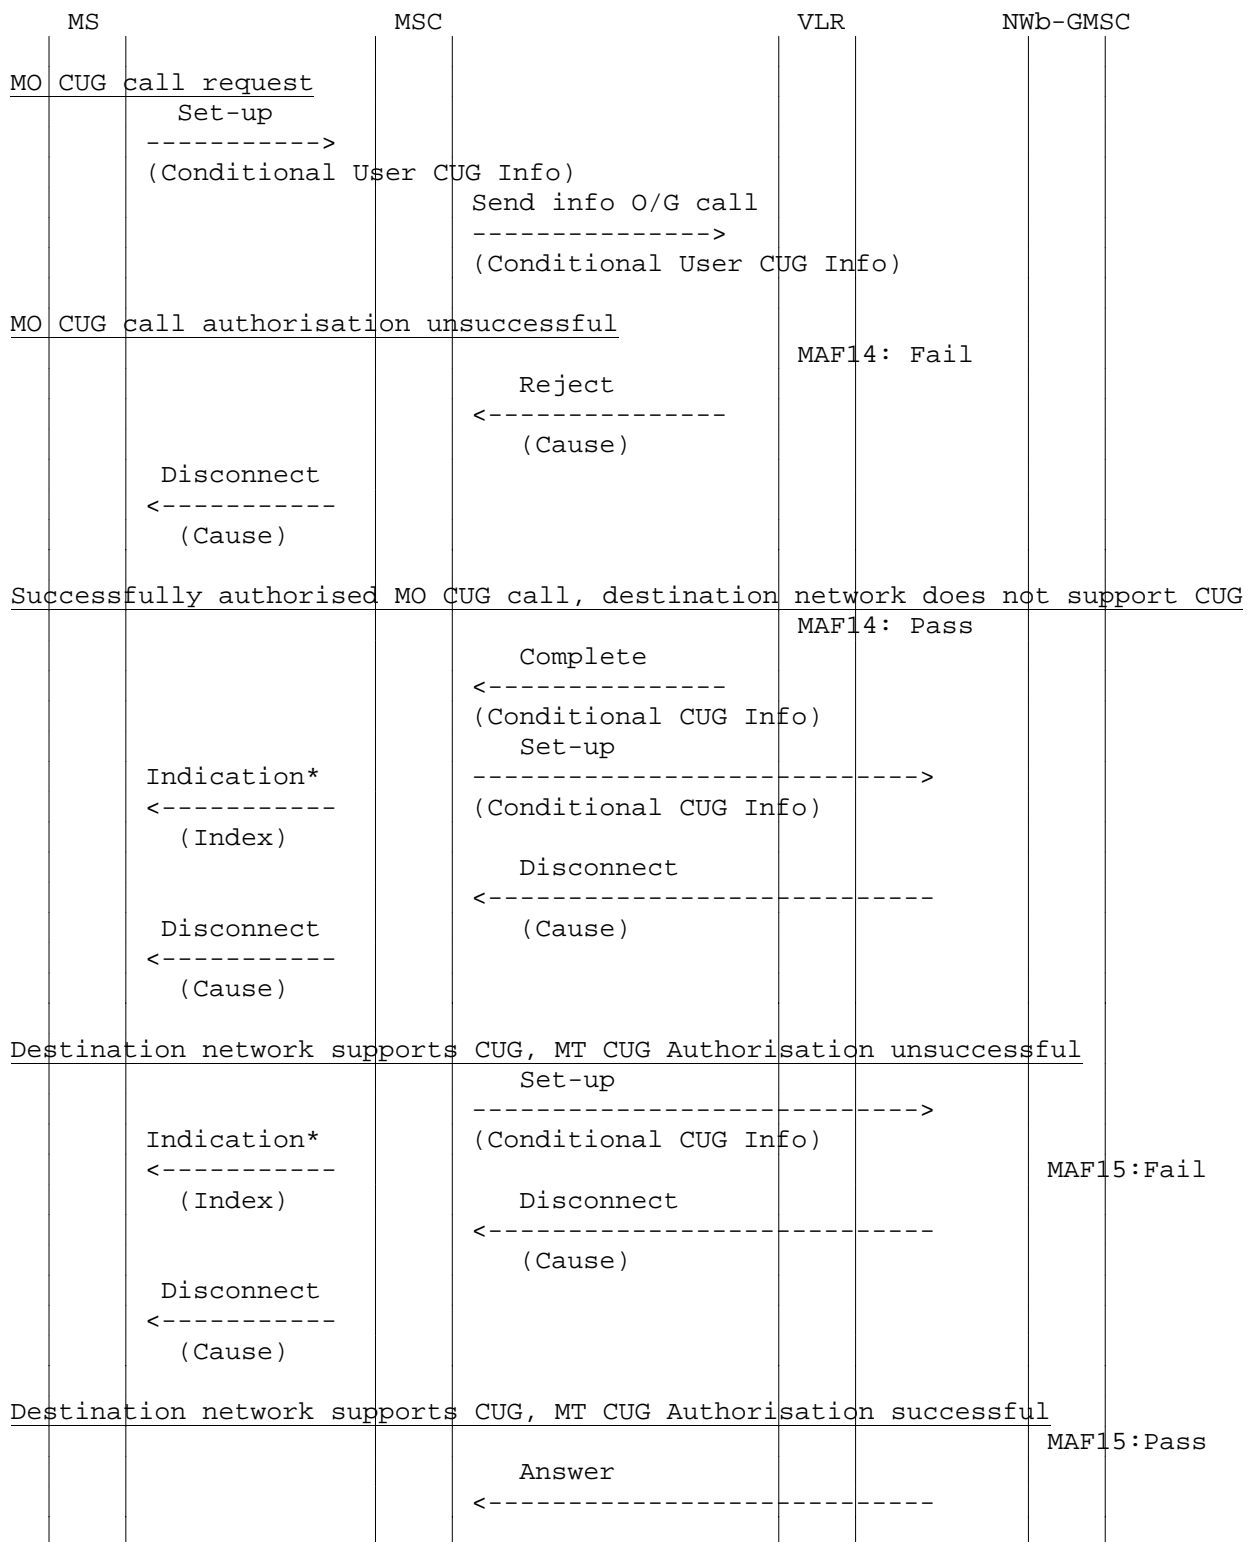 MS MSC VLR NWb-GMSC
MO CUG call request
Set-up
----------->
(Conditional User CUG Info)
Send info O/G call
--------------->
(Conditional User CUG Info)
MO CUG call authorisation unsuccessful
MAF14: Fail
Reject
<---------------
(Cause)
Disconnect
<-----------
(Cause)
Successfully authorised MO CUG call, destination network does not support CUG
MAF14: Pass
Complete
<---------------
(Conditional CUG Info)
Set-up
Indication* ---------------------------->
<----------- (Conditional CUG Info)
(Index)
Disconnect
<----------------------------
Disconnect (Cause)
<-----------
(Cause)
Destination network supports CUG, MT CUG Authorisation unsuccessful
Set-up
---------------------------->
Indication* (Conditional CUG Info)
<----------- MAF15:Fail
(Index) Disconnect
<----------------------------
(Cause)
Disconnect
<-----------
(Cause)
Destination network supports CUG, MT CUG Authorisation successful
MAF15:Pass
Answer
<----------------------------